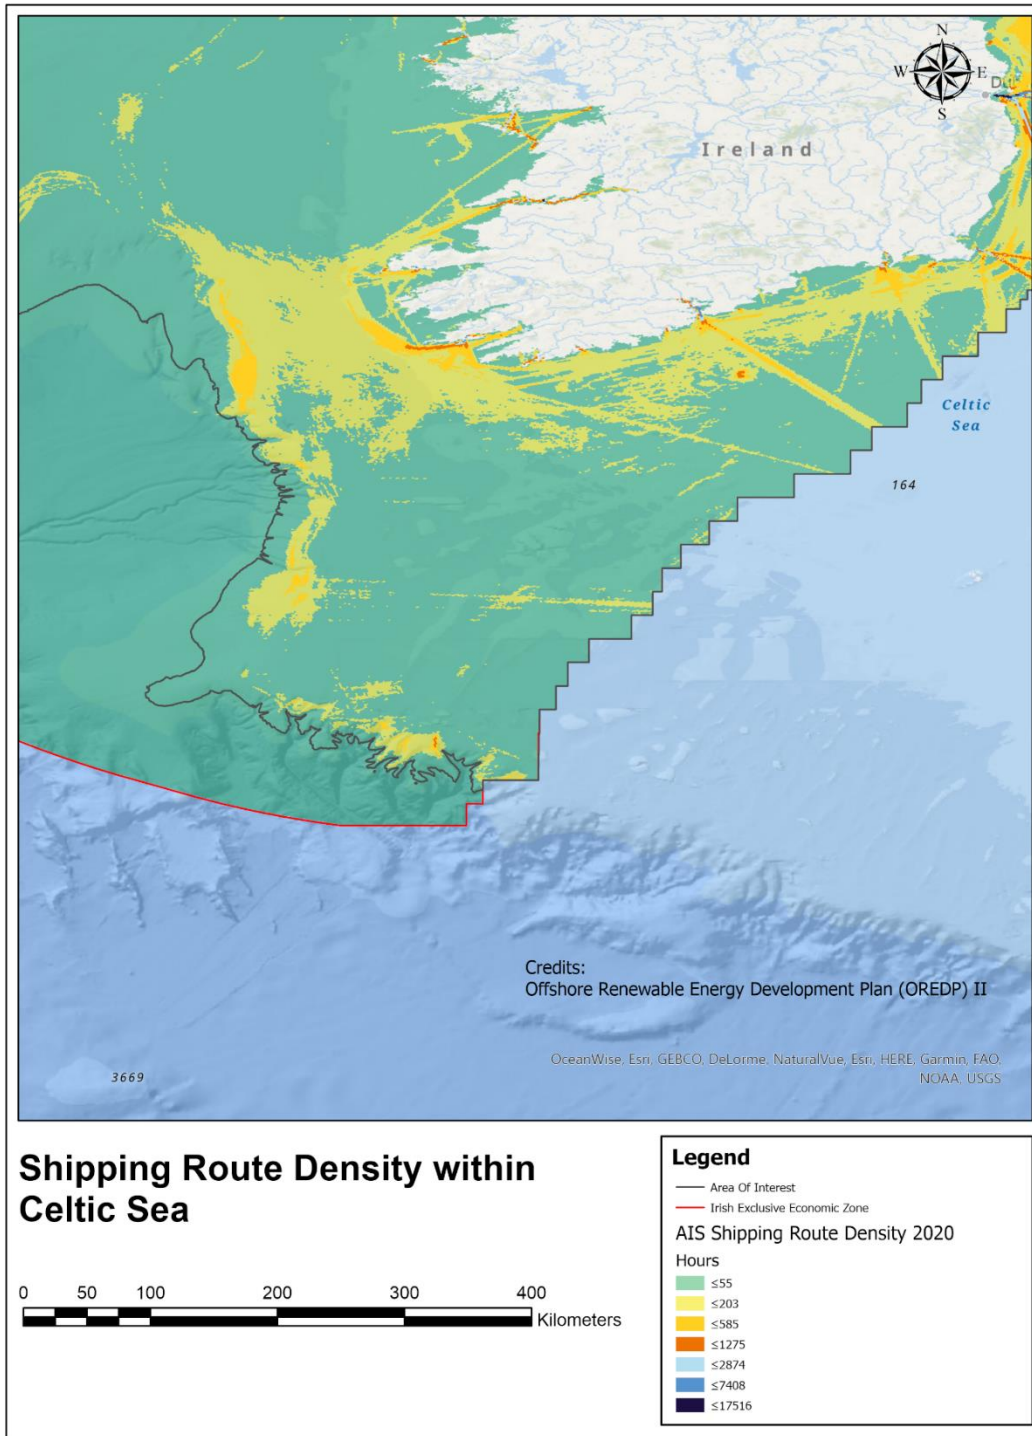 N
W
E
S
D
Ireland
Celtic
Sea
164
Credits:
Offshore Renewable Energy Development Plan (OREDP) II
OceanWise, Esri, GEBCO, DeLorme, NaturalVue, Esri, HERE, Garmin, FAO,
NOAA, USGS
3669
Shipping Route Density within
Celtic Sea
0 50 100 200 300 400
Kilometers
Legend
Area Of Interest
Irish Exclusive Economic Zone
AIS Shipping Route Density 2020
Hours
≤55
≤203
≤585
≤1275
≤2874
≤7408
≤17516